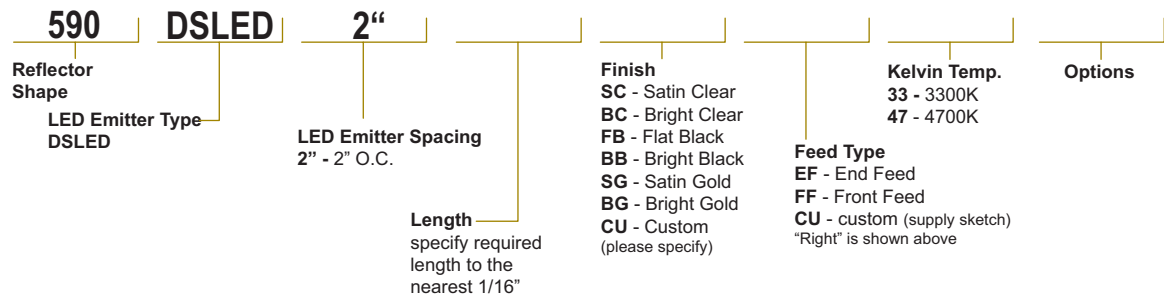 590 DSLED 2“
Reflector
Shape
LED Emitter Type
DSLED
LED Emitter Spacing
2” - 2” O.C.
Length
specify required
length to the
nearest 1/16”
Finish
SC - Satin Clear
BC - Bright Clear
FB - Flat Black
BB - Bright Black
SG - Satin Gold
BG - Bright Gold
CU - Custom
(please specify)
Feed Type
EF - End Feed
FF - Front Feed
CU - custom (supply sketch)
“Right” is shown above
Kelvin Temp.
33 - 3300K
47 - 4700K
Options